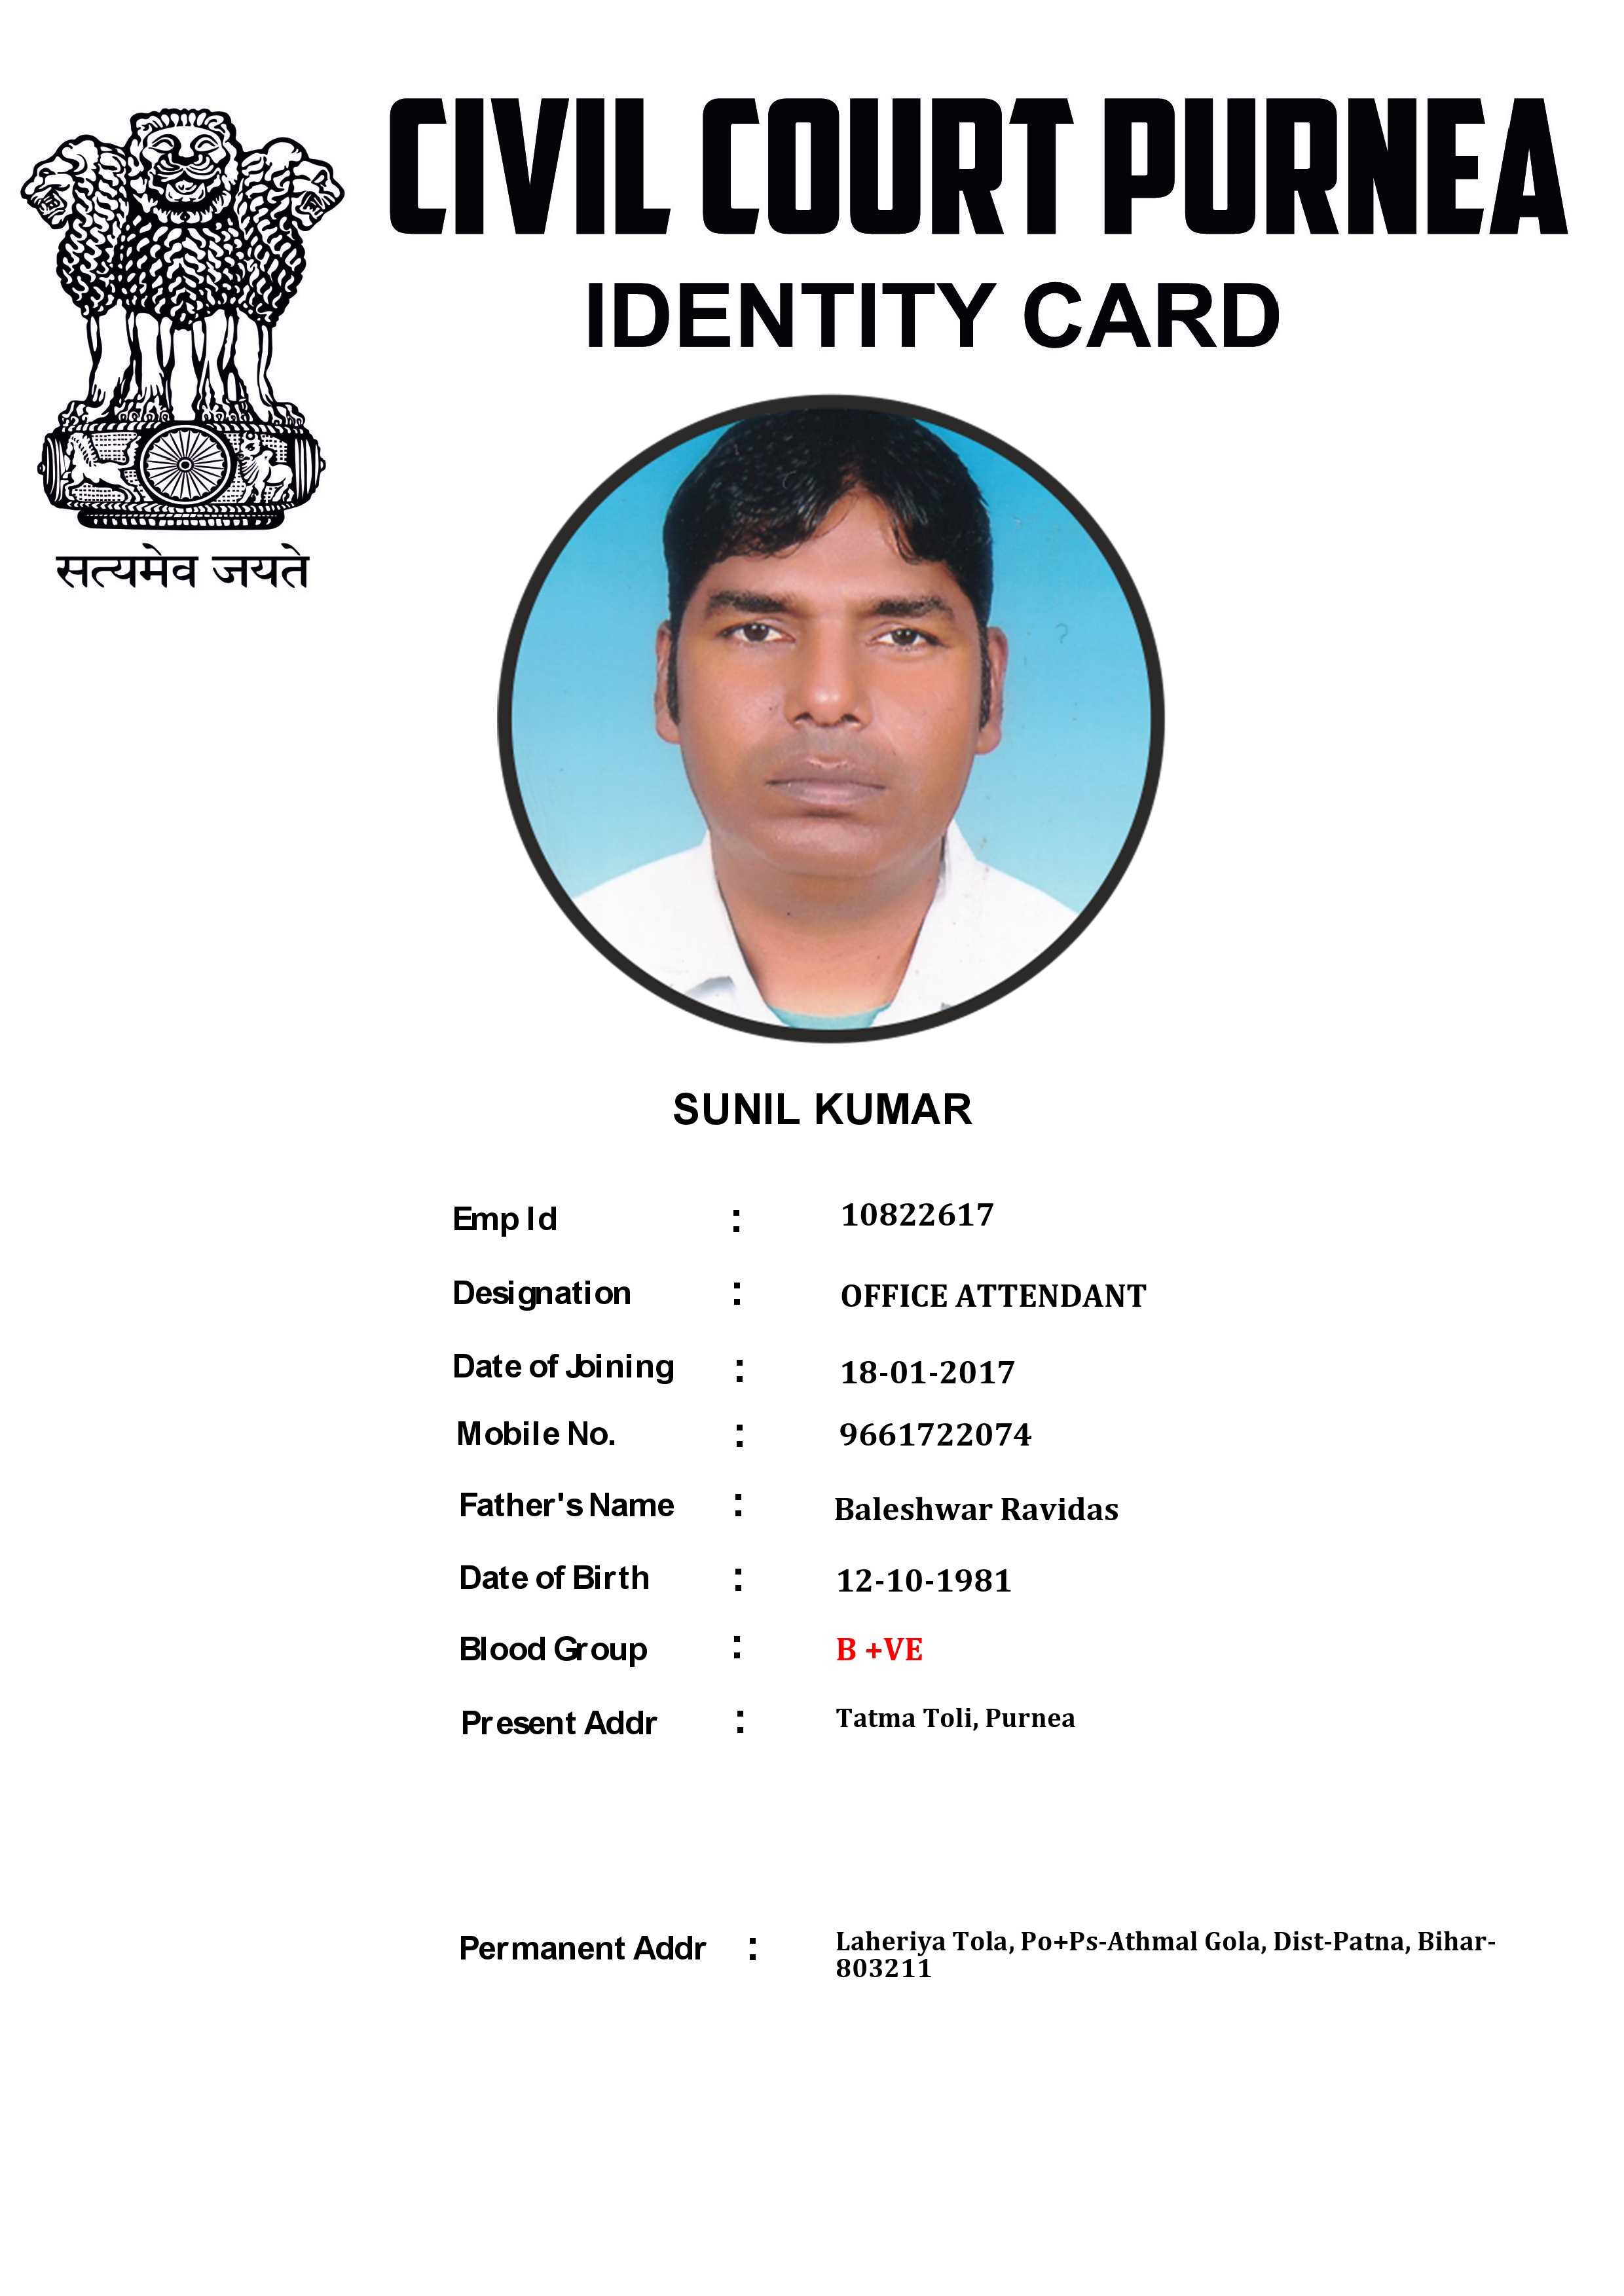 CIVIL COURT PURNEA
IDENTITY CARD
सत्यमेव जयते
SUNIL KUMAR
Emp Id : 10822617
Designation : OFFICE ATTENDANT
Date of Joining : 18-01-2017
Mobile No. : 9661722074
Father's Name : Baleshwar Ravidas
Date of Birth : 12-10-1981
Blood Group : B +VE
Present Addr : Tatma Toli, Purnea
Permanent Addr : Laheriya Tola, Po+Ps-Athmal Gola, Dist-Patna, Bihar-
803211